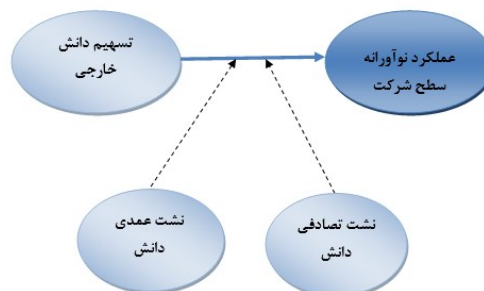 تسهیم دانش
خارجی
عملکرد نوآورانه
سطح شرکت
نشت عمدی
دانش
نشت تصادفی
دانش